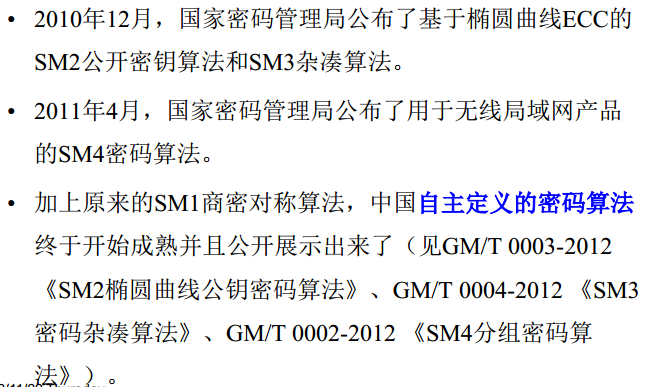 • 2010年12月，国家密码管理局公布了基于椭圆曲线ECC的
SM2公开密钥算法和SM3杂凑算法。
• 2011年4月，国家密码管理局公布了用于无线局域网产品
的SM4密码算法。
• 加上原来的SM1商密对称算法，中国自主定义的密码算法
终于开始成熟并且公开展示出来了（见GM/T 0003-2012
《SM2椭圆曲线公钥密码算法》、GM/T 0004-2012 《SM3
密码杂凑算法》、GM/T 0002-2012 《SM4分组密码算
法》）。